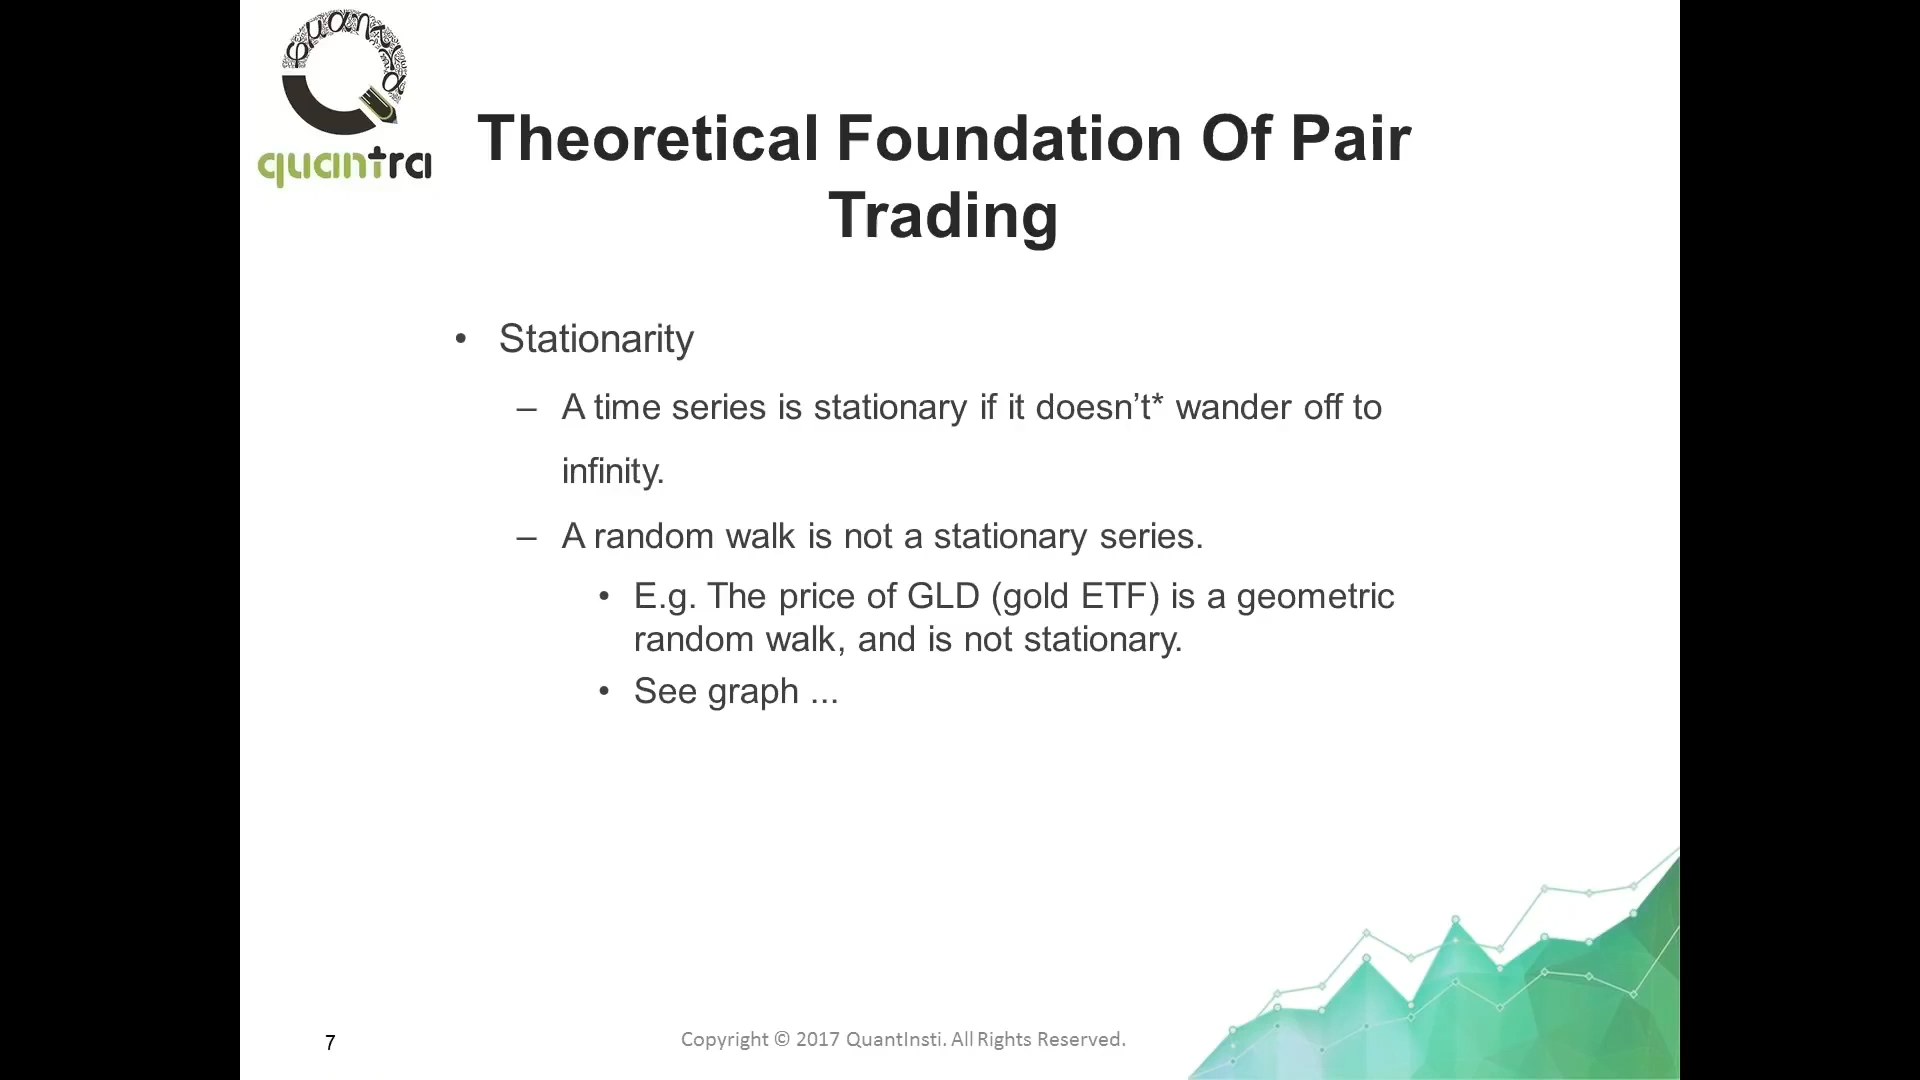 quantra
Theoretical Foundation Of Pair
Trading
• Stationarity
– A time series is stationary if it doesn’t* wander off to
infinity.
– A random walk is not a stationary series.
• E.g. The price of GLD (gold ETF) is a geometric
random walk, and is not stationary.
• See graph ...
7
Copyright © 2017 QuantInsti. All Rights Reserved.